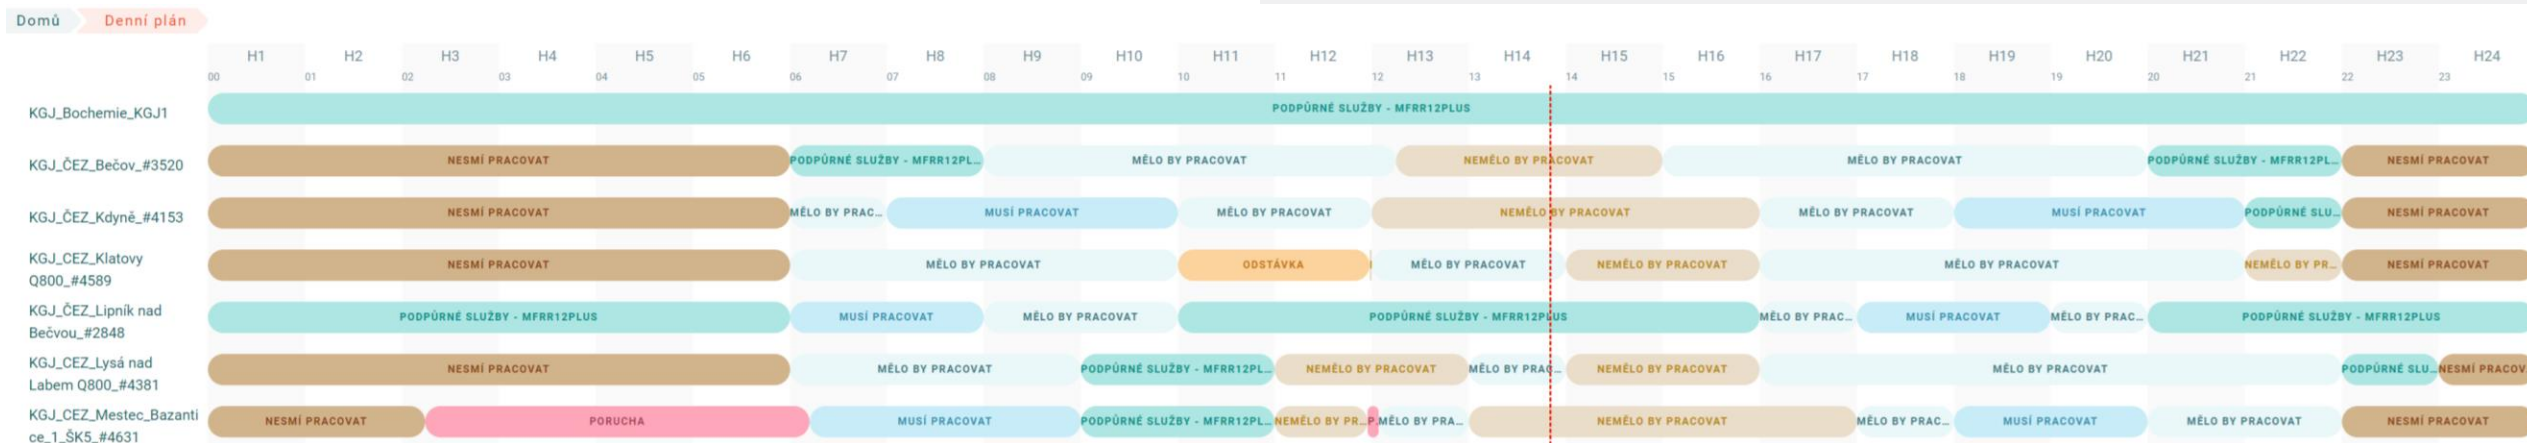 Domů Denní plán
H1 H2 H3 H4 H5 H6 H7 H8 H9 H10 H11 H12 H13 H14 H15 H16 H17 H18 H19 H20 H21 H22 H23 H24
00 01 02 03 04 05 06 07 08 09 10 11 12 13 14 15 16 17 18 19 20 21 22 23
KGJ_Bochemie_KGJ1 PODPŮRNÉ SLUŽBY - MFRR12PLUS
KGJ_ČEZ_Bečov_#3520 NESMÍ PRACOVAT PODPŮRNÉ SLUŽBY - MFRR12PL... MĚLO BY PRACOVAT NEMĚLO BY PRACOVAT MĚLO BY PRACOVAT PODPŮRNÉ SLUŽBY - MFRR12PL... NESMÍ PRACOVAT
KGJ_ČEZ_Kdyně_#4153 NESMÍ PRACOVAT MĚLO BY PRAC... MUSÍ PRACOVAT MĚLO BY PRACOVAT NEMĚLO BY PRACOVAT MĚLO BY PRACOVAT MUSÍ PRACOVAT PODPŮRNÉ SLU... NESMÍ PRACOVAT
KGJ_CEZ_Klatovy
Q800_#4589 NESMÍ PRACOVAT MĚLO BY PRACOVAT ODSTÁVKA MĚLO BY PRACOVAT NEMĚLO BY PRACOVAT MĚLO BY PRACOVAT NEMĚLO BY PR... NESMÍ PRACOVAT
KGJ_ČEZ_Lipník nad
Bečvou_#2848 PODPŮRNÉ SLUŽBY - MFRR12PLUS MUSÍ PRACOVAT MĚLO BY PRACOVAT PODPŮRNÉ SLUŽBY - MFRR12PLUS MĚLO BY PRAC... MUSÍ PRACOVAT MĚLO BY PRAC... PODPŮRNÉ SLUŽBY - MFRR12PLUS
KGJ_CEZ_Lysá nad
Labem Q800_#4381 NESMÍ PRACOVAT MĚLO BY PRACOVAT PODPŮRNÉ SLUŽBY - MFRR12PL... NEMĚLO BY PRACOVAT MĚLO BY PRAC... NEMĚLO BY PRACOVAT MĚLO BY PRACOVAT PODPŮRNÉ SLU... NESMÍ PRACOV
KGJ_CEZ_Mestec_Bazanti
ce_1_ŠK5_#4631 NESMÍ PRACOVAT PORUCHA MUSÍ PRACOVAT PODPŮRNÉ SLUŽBY - MFRR12PL... NEMĚLO BY PR... P. MĚLO BY PRA... NEMĚLO BY PRACOVAT MĚLO BY PRAC... MUSÍ PRACOVAT MĚLO BY PRACOVAT NESMÍ PRACOVAT